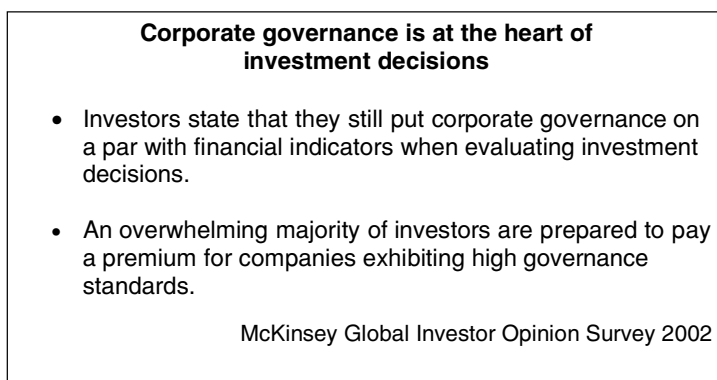 Corporate governance is at the heart of
investment decisions
• Investors state that they still put corporate governance on
a par with financial indicators when evaluating investment
decisions.
• An overwhelming majority of investors are prepared to pay
a premium for companies exhibiting high governance
standards.
McKinsey Global Investor Opinion Survey 2002